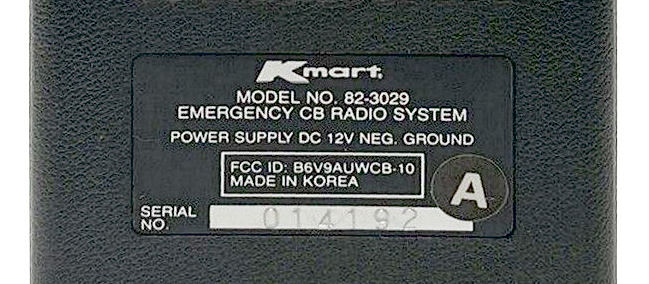 Kmart
MODEL NO. 82-3029
EMERGENCY CB RADIO SYSTEM
POWER SUPPLY DC 12V NEG. GROUND
FCC ID: B6V9AUWCB-10
MADE IN KOREA
A
SERIAL
NO. 014192